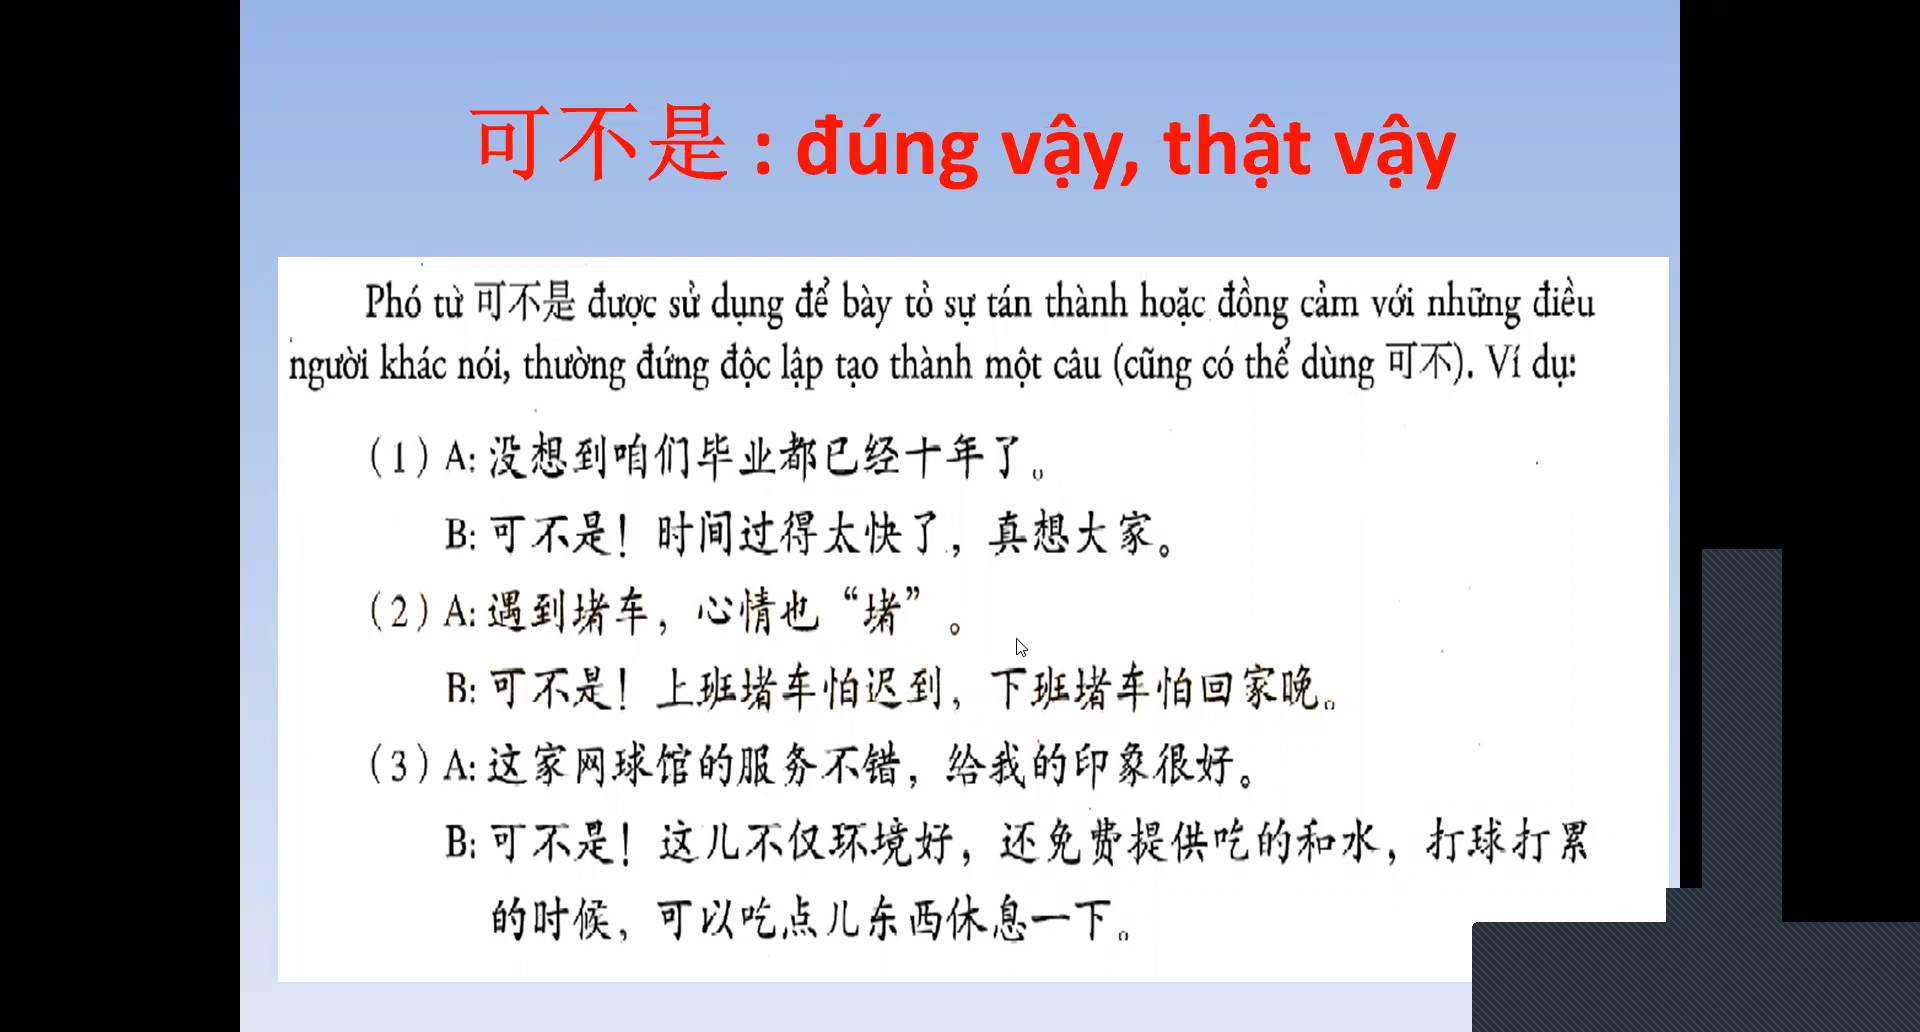 可不是 : đúng vậy, thật vậy
Phó từ 可不是 được sử dụng để bày tỏ sự tán thành hoặc đồng cảm với những điều
người khác nói, thường đứng độc lập tạo thành một câu (cũng có thể dùng 可不). Ví dụ:
(1) A: 没想到咱们毕业都已经十年了。
B: 可不是！时间过得太快了，真想大家。
(2) A: 遇到堵车，心情也“堵”。
B: 可不是！上班堵车怕迟到，下班堵车怕回家晚。
(3) A: 这家网球馆的服务不错，给我的印象很好。
B: 可不是！这儿不仅环境好，还免费提供吃的和水，打球打累
的时候，可以吃点儿东西休息一下。